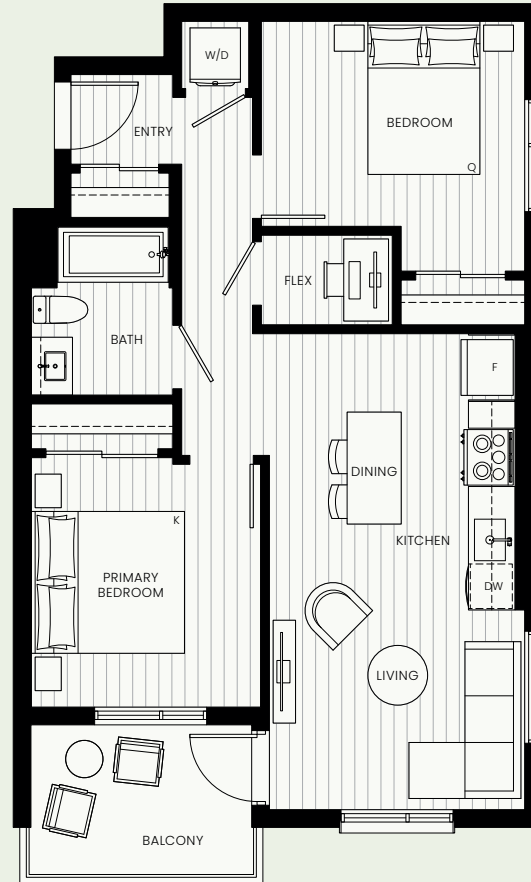 W/D
BEDROOM
ENTRY
Q
FLEX
BATH
F
DINING
K
KITCHEN
PRIMARY
BEDROOM
DW
LIVING
BALCONY